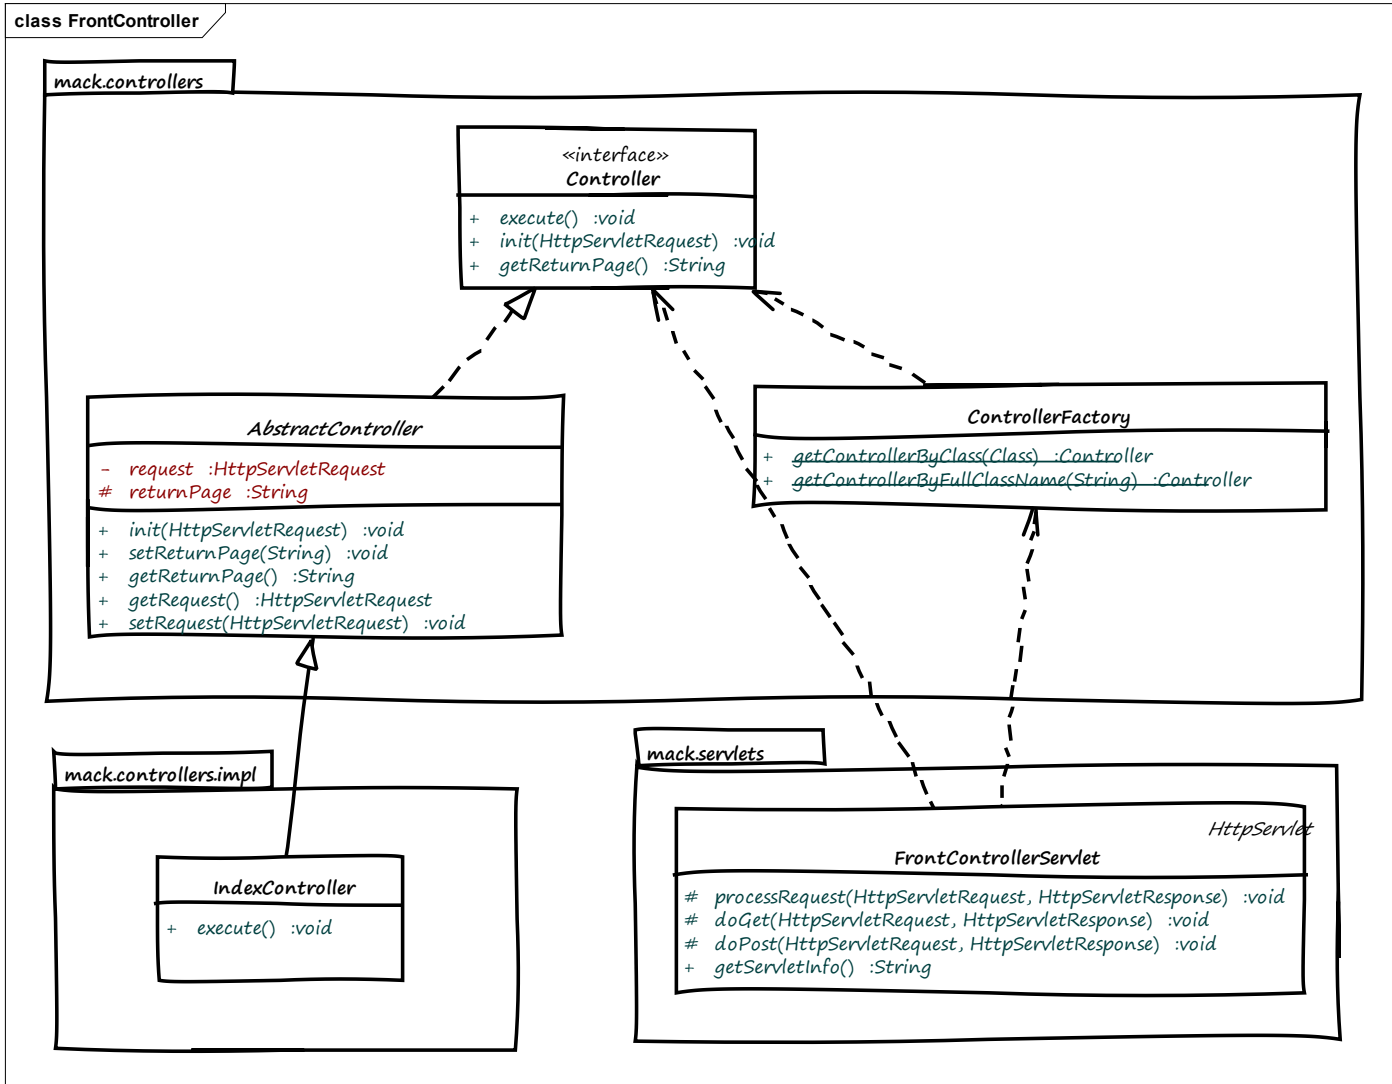 class FrontController
mack.controllers
«interface»
Controller
+ execute() :void
+ init(HttpServletRequest) :void
+ getReturnPage() :String
AbstractController
- request :HttpServletRequest
# returnPage :String
+ init(HttpServletRequest) :void
+ setReturnPage(String) :void
+ getReturnPage() :String
+ getRequest() :HttpServletRequest
+ setRequest(HttpServletRequest) :void
ControllerFactory
+ getControllerByClass(Class) :Controller
+ getControllerByFullClassName(String) :Controller
mack.controllers.impl
IndexController
+ execute() :void
mack.servlets
HttpServlet
FrontControllerServlet
# processRequest(HttpServletRequest, HttpServletResponse) :void
# doGet(HttpServletRequest, HttpServletResponse) :void
# doPost(HttpServletRequest, HttpServletResponse) :void
+ getServletInfo() :String